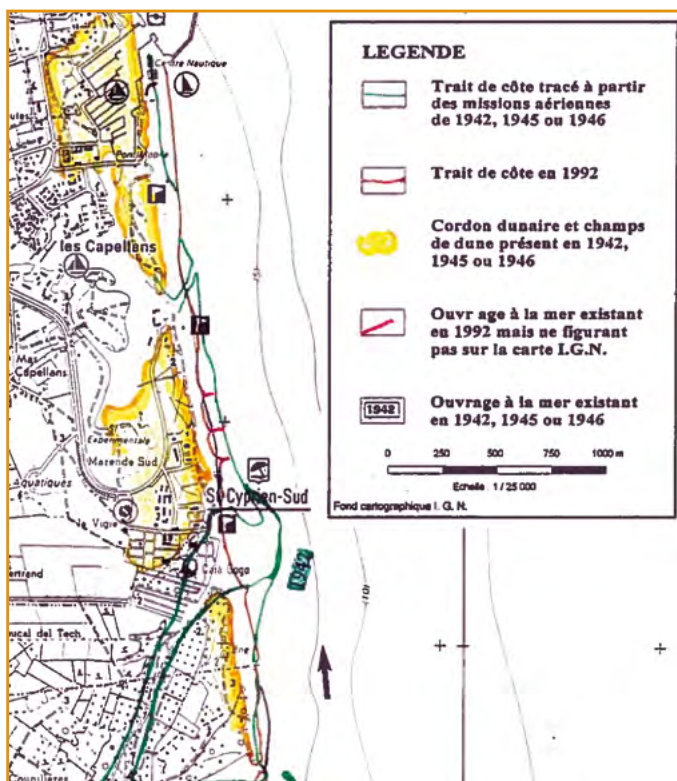 LEGENDE
Trait de côte tracé à partir
des missions aériennes
de 1942, 1945 ou 1946
Trait de côte en 1992
Cordon dunaire et champs
de dune présent en 1942,
1945 ou 1946
Ouvr age à la mer existant
en 1992 mais ne figurant
pas sur la carte I.G.N.
1942
Ouvrage à la mer existant
en 1942, 1945 ou 1946
0 250 500 1000 m
Echelle : 1 / 25 000
Fond cartographique I. G. N.
Centre Nautique
les Capellans
(5)
Mas
Capellans
Expérimentale
Aquatiques
la Vigie
St Cyprien-Sud
Cala Gogo
1942
(10)